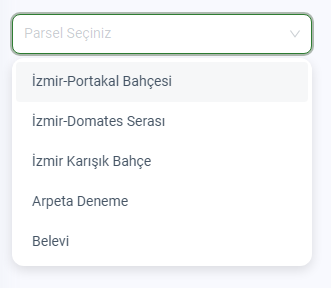 Parsel Seçiniz
İzmir-Portakal Bahçesi
İzmir-Domates Serası
İzmir Karışık Bahçe
Arpeta Deneme
Belevi